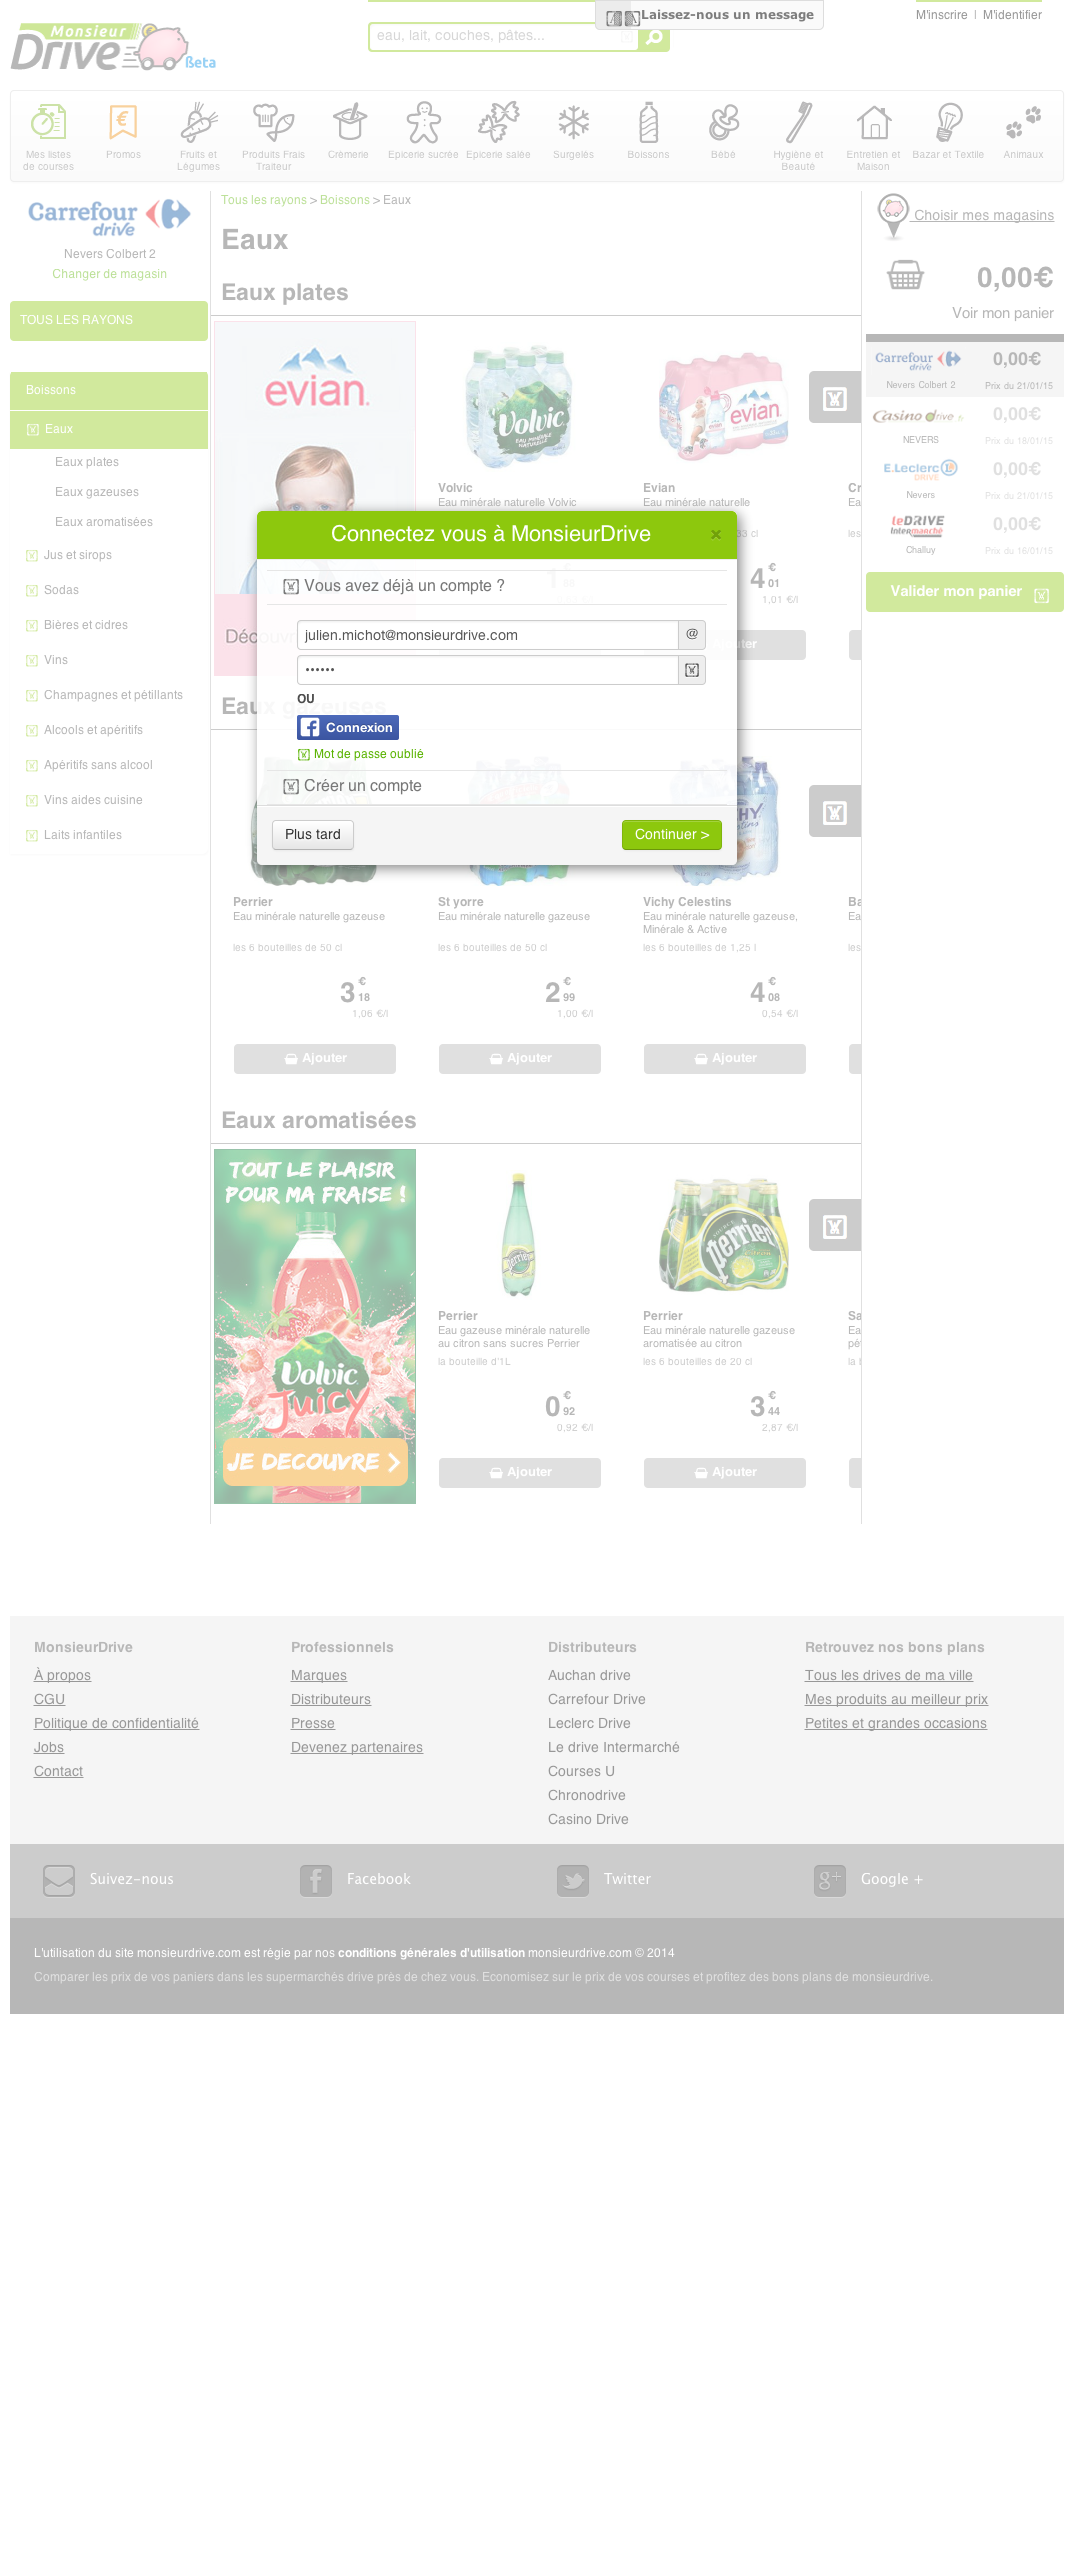 Laissez-nous un message
M'inscrire | M'identifier
Monsieur
Drive
Beta
eau, lait, couches, pâtes...
Mes listes
de courses
Promos
Fruits et
Légumes
Produits Frais
Traiteur
Crèmerie
Epicerie sucrée
Epicerie salée
Surgelés
Boissons
Bébé
Hygiène et
Beauté
Entretien et
Maison
Bazar et Textile
Animaux
Carrefour
drive
Nevers Colbert 2
Changer de magasin
TOUS LES RAYONS
Boissons
Eaux
Eaux plates
Eaux gazeuses
Eaux aromatisées
Jus et sirops
Sodas
Bières et cidres
Vins
Champagnes et pétillants
Alcools et apéritifs
Apéritifs sans alcool
Vins aides cuisine
Laits infantiles
Tous les rayons > Boissons > Eaux
Eaux
Eaux plates
evian.
Volvic
EAU MINÉRALE
NATURELLE
evian.
Volvic
Eau minérale naturelle Volvic
Evian
Eau minérale naturelle
33 cl
4 €
01
1,01 €/l
Ajouter
Choisir mes magasins
0,00€
Voir mon panier
Carrefour
drive
Nevers Colbert 2
0,00€
Prix du 21/01/15
Casino drive.fr
NEVERS
0,00€
Prix du 18/01/15
E.Leclerc
DRIVE
Nevers
0,00€
Prix du 21/01/15
leDRIVE
Intermarché
Challuy
0,00€
Prix du 16/01/15
Valider mon panier
Connectez vous à MonsieurDrive
×
Vous avez déjà un compte ?
julien.michot@monsieurdrive.com
@
••••••
OU
Connexion
Mot de passe oublié
Créer un compte
Plus tard
Continuer >
Eaux gazeuses
Perrier
Eau minérale naturelle gazeuse
les 6 bouteilles de 50 cl
3 €
18
1,06 €/l
Ajouter
St yorre
Eau minérale naturelle gazeuse
les 6 bouteilles de 50 cl
2 €
99
1,00 €/l
Ajouter
Vichy Celestins
Eau minérale naturelle gazeuse,
Minérale & Active
les 6 bouteilles de 1,25 l
4 €
08
0,54 €/l
Ajouter
Eaux aromatisées
TOUT LE PLAISIR
POUR MA FRAISE !
Volvic
JUICY
JE DECOUVRE >
Perrier
Perrier
Eau gazeuse minérale naturelle
au citron sans sucres Perrier
la bouteille d'1L
0 €
92
0,92 €/l
Ajouter
perrier
Perrier
Eau minérale naturelle gazeuse
aromatisée au citron
les 6 bouteilles de 20 cl
3 €
44
2,87 €/l
Ajouter
MonsieurDrive
À propos
CGU
Politique de confidentialité
Jobs
Contact
Professionnels
Marques
Distributeurs
Presse
Devenez partenaires
Distributeurs
Auchan drive
Carrefour Drive
Leclerc Drive
Le drive Intermarché
Courses U
Chronodrive
Casino Drive
Retrouvez nos bons plans
Tous les drives de ma ville
Mes produits au meilleur prix
Petites et grandes occasions
Suivez-nous
Facebook
Twitter
Google +
L'utilisation du site monsieurdrive.com est régie par nos conditions générales d'utilisation monsieurdrive.com © 2014
Comparer les prix de vos paniers dans les supermarchés drive près de chez vous. Economisez sur le prix de vos courses et profitez des bons plans de monsieurdrive.